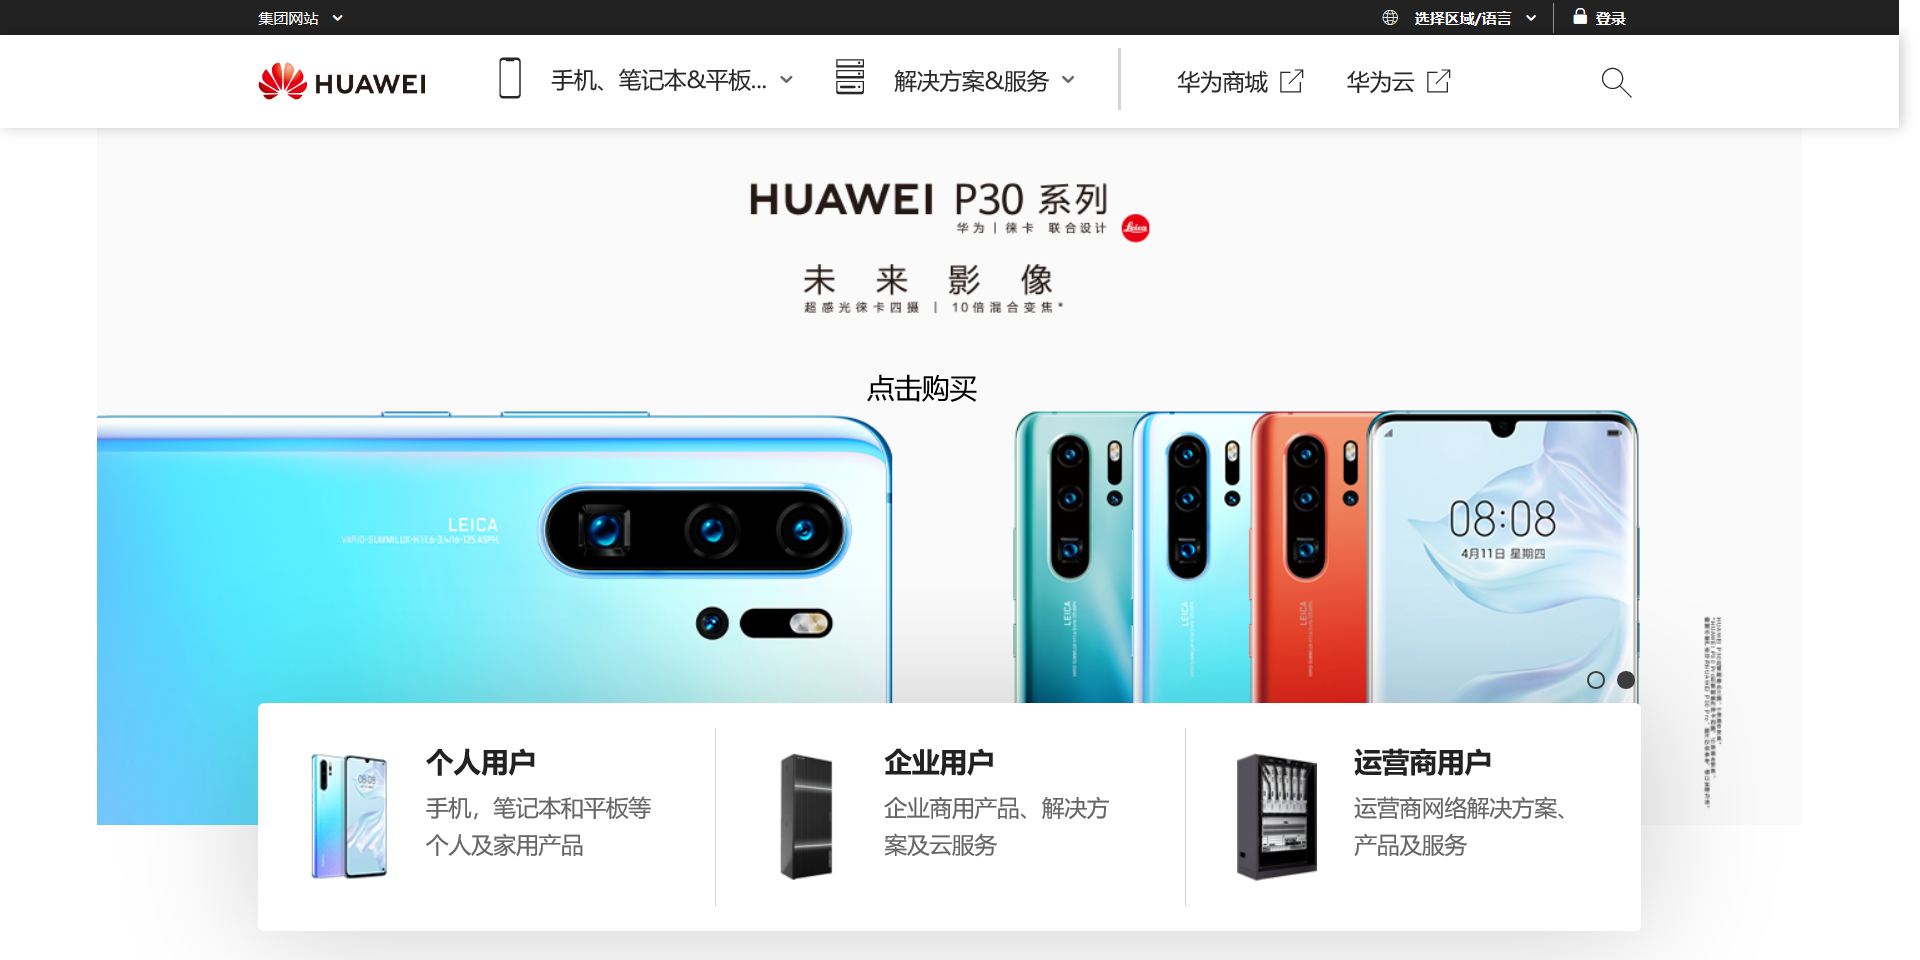 集团网站
选择区域/语言
登录
HUAWEI
手机、笔记本&平板...
解决方案&服务
华为商城
华为云
HUAWEI P30 系列
华为 | 徕卡 联合设计
Leica
未来影像
超感光徕卡四摄 | 10倍混合变焦*
点击购买
LEICA
VARIO-SUMMILUX-H 1:1.6-3.4/16-125 ASPH.
LEICA
LEICA
LEICA
08:08
4月11日 星期四
个人用户
手机，笔记本和平板等
个人及家用产品
08:08
企业用户
企业商用产品、解决方
案及云服务
运营商用户
运营商网络解决方案、
产品及服务